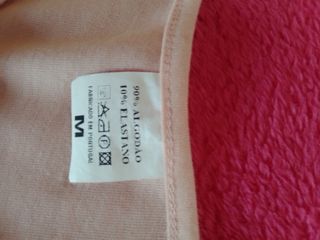 90% ALGODÃO
10% ELASTANO
M
FABRICADO EM PORTUGAL